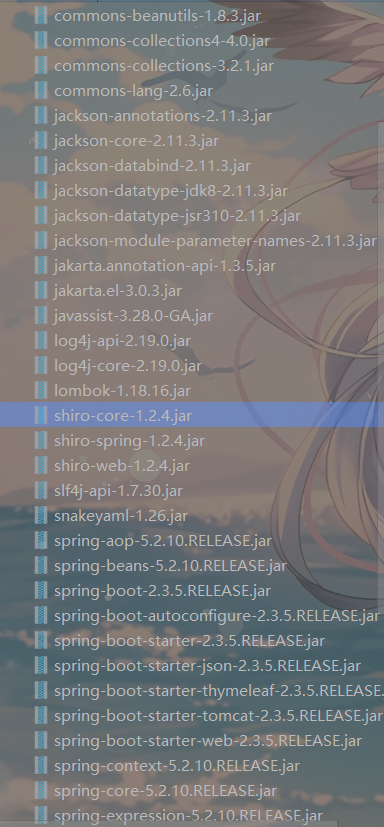 commons-beanutils-1.8.3.jar
commons-collections4-4.0.jar
commons-collections-3.2.1.jar
commons-lang-2.6.jar
jackson-annotations-2.11.3.jar
jackson-core-2.11.3.jar
jackson-databind-2.11.3.jar
jackson-datatype-jdk8-2.11.3.jar
jackson-datatype-jsr310-2.11.3.jar
jackson-module-parameter-names-2.11.3.jar
jakarta.annotation-api-1.3.5.jar
jakarta.el-3.0.3.jar
javassist-3.28.0-GA.jar
log4j-api-2.19.0.jar
log4j-core-2.19.0.jar
lombok-1.18.16.jar
shiro-core-1.2.4.jar
shiro-spring-1.2.4.jar
shiro-web-1.2.4.jar
slf4j-api-1.7.30.jar
snakeyaml-1.26.jar
spring-aop-5.2.10.RELEASE.jar
spring-beans-5.2.10.RELEASE.jar
spring-boot-2.3.5.RELEASE.jar
spring-boot-autoconfigure-2.3.5.RELEASE.jar
spring-boot-starter-2.3.5.RELEASE.jar
spring-boot-starter-json-2.3.5.RELEASE.jar
spring-boot-starter-thymeleaf-2.3.5.RELEASE.
spring-boot-starter-tomcat-2.3.5.RELEASE.jar
spring-boot-starter-web-2.3.5.RELEASE.jar
spring-context-5.2.10.RELEASE.jar
spring-core-5.2.10.RELEASE.jar
spring-expression-5.2.10.RELEASE.jar